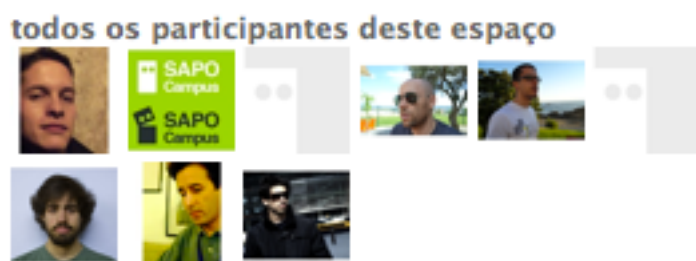 todos os participantes deste espaço
SAPO
Campus
SAPO
Campus